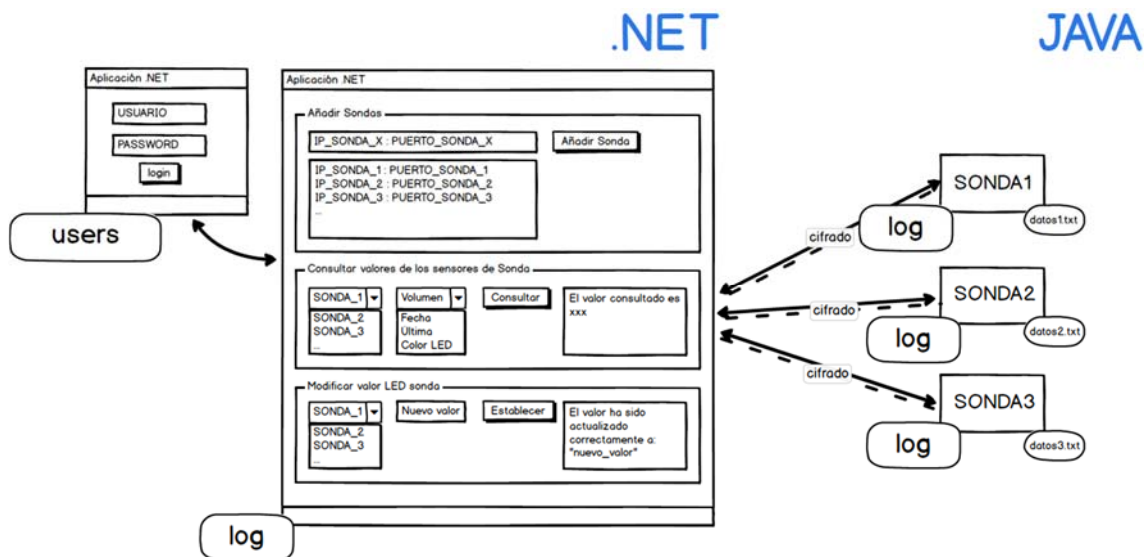 .NET
JAVA
Aplicación .NET
USUARIO
PASSWORD
login
users
Aplicación .NET
Añadir Sondas
IP_SONDA_X : PUERTO_SONDA_X
Añadir Sonda
IP_SONDA_1 : PUERTO_SONDA_1
IP_SONDA_2 : PUERTO_SONDA_2
IP_SONDA_3 : PUERTO_SONDA_3
...
Consultar valores de los sensores de Sonda
SONDA_1
SONDA_2
SONDA_3
...
Volumen
Fecha
Última
Color LED
Consultar
El valor consultado es
xxx
Modificar valor LED sonda
SONDA_1
SONDA_2
SONDA_3
...
Nuevo valor
Establecer
El valor ha sido
actualizado
correctamente a:
"nuevo_valor"
log
cifrado
SONDA1
log
datos1.txt
cifrado
SONDA2
log
datos2.txt
cifrado
SONDA3
log
datos3.txt